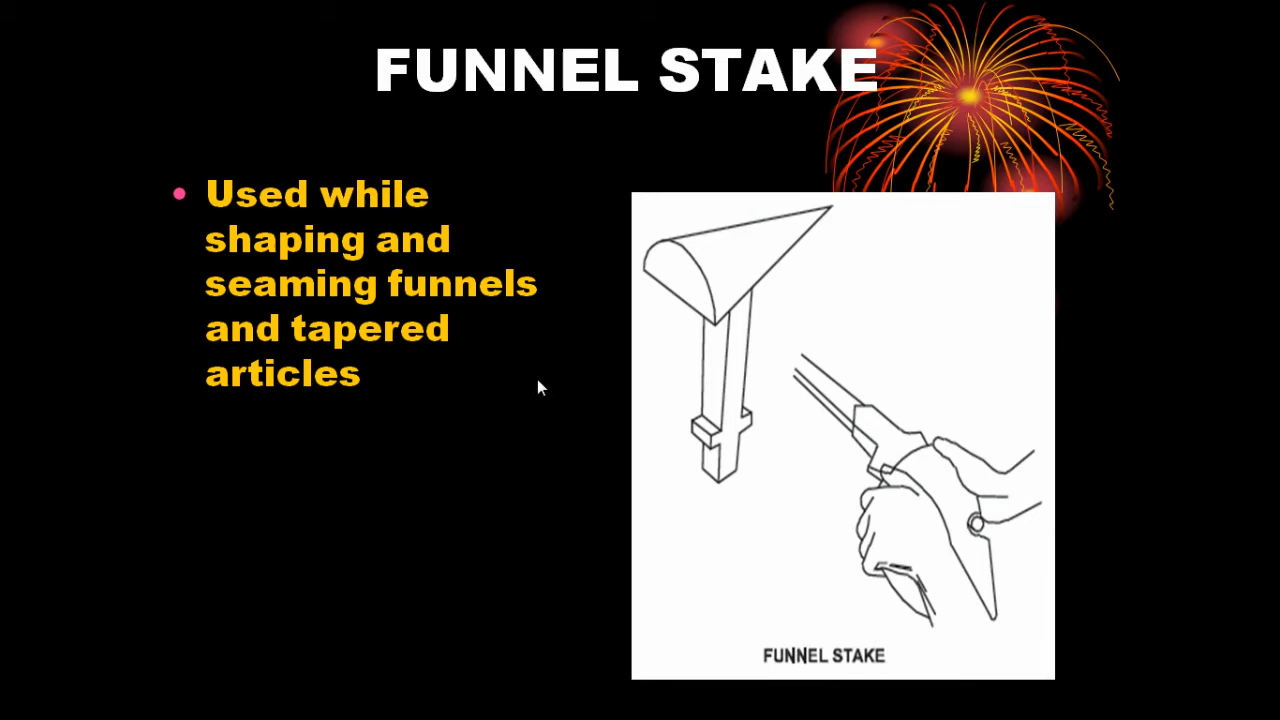 FUNNEL STAKE
• Used while
shaping and
seaming funnels
and tapered
articles
FUNNEL STAKE